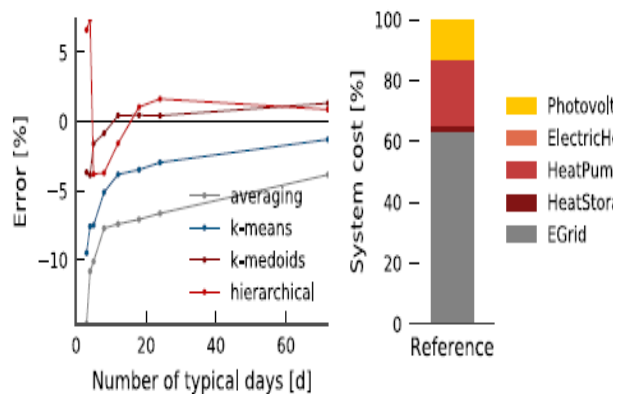 Error [%]
5
0
−5
−10
0
20
40
60
Number of typical days [d]
averaging
k-means
k-medoids
hierarchical
System cost [%]
100
80
60
40
20
0
Reference
Photovolt
ElectricHe
HeatPum
HeatStora
EGrid